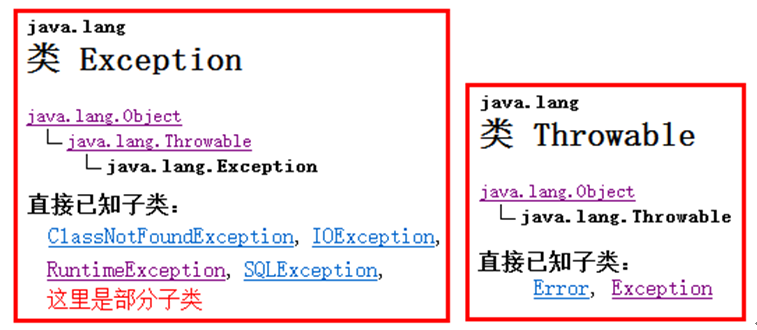 java.lang
类 Exception
java.lang.Object
java.lang.Throwable
java.lang.Exception
直接已知子类：
ClassNotFoundException, IOException,
RuntimeException, SQLException,
这里是部分子类
java.lang
类 Throwable
java.lang.Object
java.lang.Throwable
直接已知子类：
Error, Exception